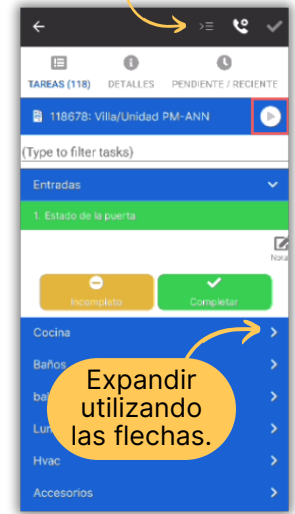 TAREAS (118) DETALLES PENDIENTE / RECIENTE
118678: Villa/Unidad PM-ANN
(Type to filter tasks)
Entradas
1. Estado de la puerta
Nota
Incompleto Completar
Cocina
Baños
Expandir
utilizando
las flechas.
Hvac
Accesorios